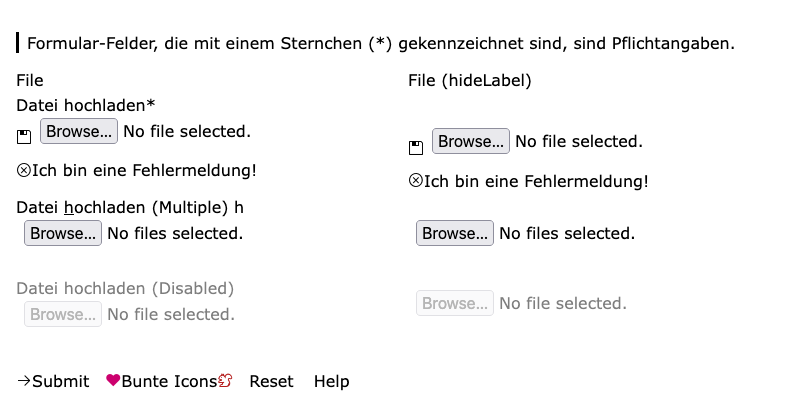 Formular-Felder, die mit einem Sternchen (*) gekennzeichnet sind, sind Pflichtangaben.
File
Datei hochladen*
Browse... No file selected.
Ich bin eine Fehlermeldung!
Datei hochladen (Multiple) h
Browse... No files selected.
Datei hochladen (Disabled)
Browse... No file selected.
File (hideLabel)
Browse... No file selected.
Ich bin eine Fehlermeldung!
Browse... No files selected.
Browse... No file selected.
→Submit Bunte Icons Reset Help